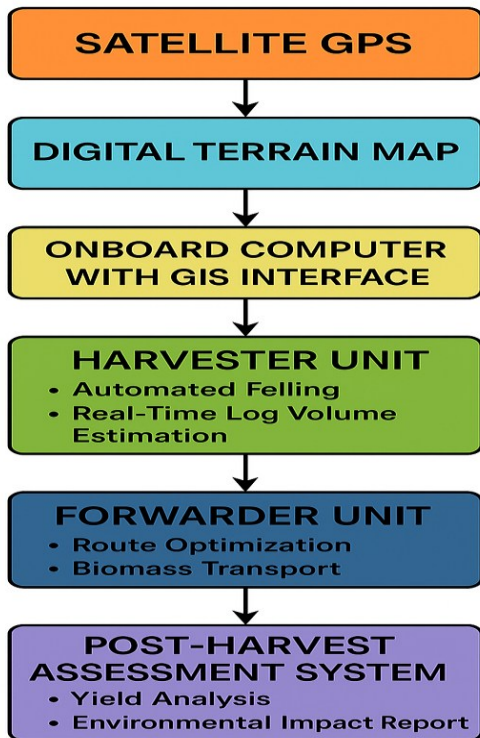 SATELLITE GPS
DIGITAL TERRAIN MAP
ONBOARD COMPUTER
WITH GIS INTERFACE
HARVESTER UNIT
• Automated Felling
• Real-Time Log Volume
Estimation
FORWARDER UNIT
• Route Optimization
• Biomass Transport
POST-HARVEST
ASSESSMENT SYSTEM
• Yield Analysis
• Environmental Impact Report